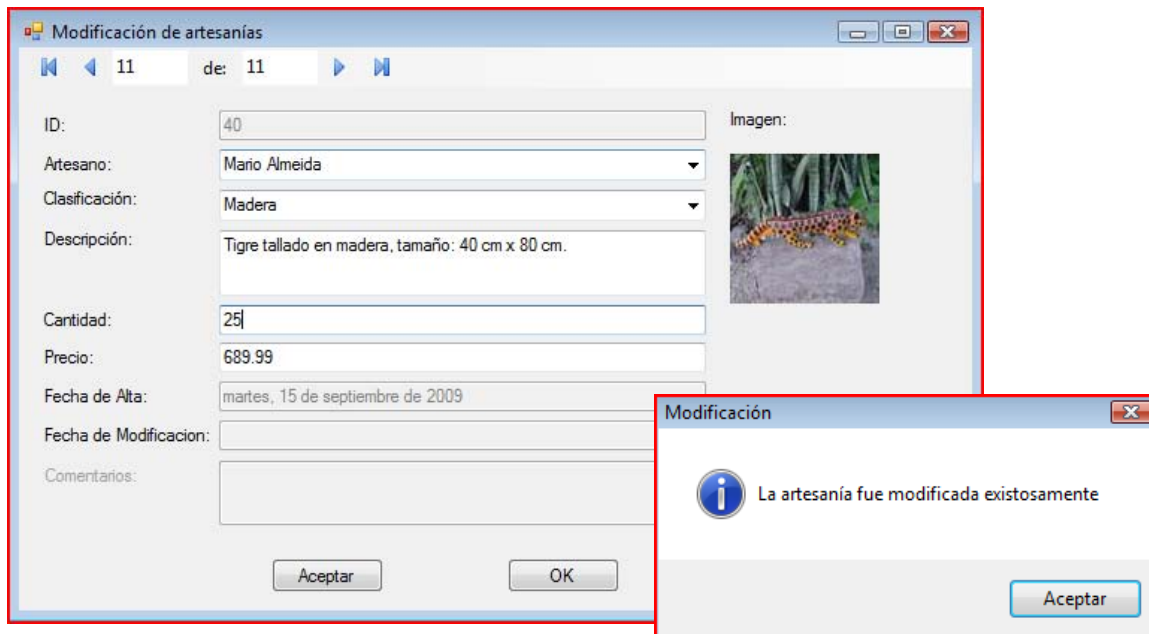 Modificación de artesanías
11 de: 11
ID: 40
Imagen:
Artesano: Mario Almeida
Clasificación: Madera
Descripción: Tigre tallado en madera, tamaño: 40 cm x 80 cm.
Cantidad: 25
Precio: 689.99
Fecha de Alta: martes, 15 de septiembre de 2009
Fecha de Modificacion:
Comentarios:
Aceptar OK
Modificación
La artesanía fue modificada existosamente
Aceptar